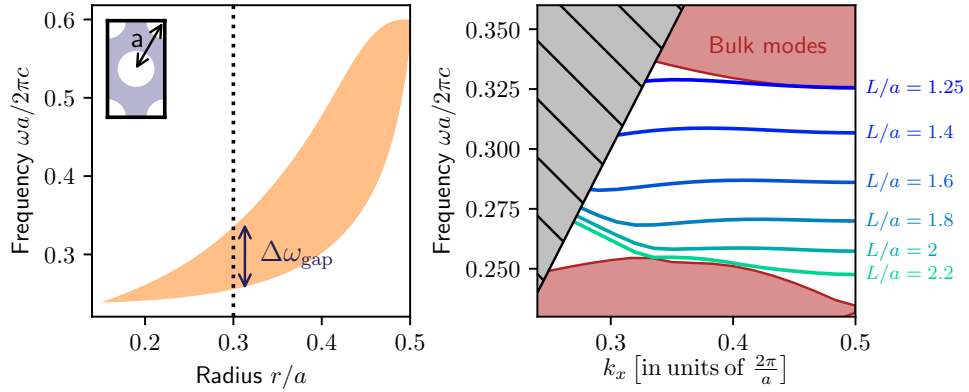 Frequency ωa/2πc
0.6
0.5
0.4
0.3
a
Δω_gap
0.2
0.3
0.4
0.5
Radius r/a
Frequency ωa/2πc
0.350
0.325
0.300
0.275
0.250
Bulk modes
L/a = 1.25
L/a = 1.4
L/a = 1.6
L/a = 1.8
L/a = 2
L/a = 2.2
0.3
0.4
0.5
k_x [in units of 2π/a]